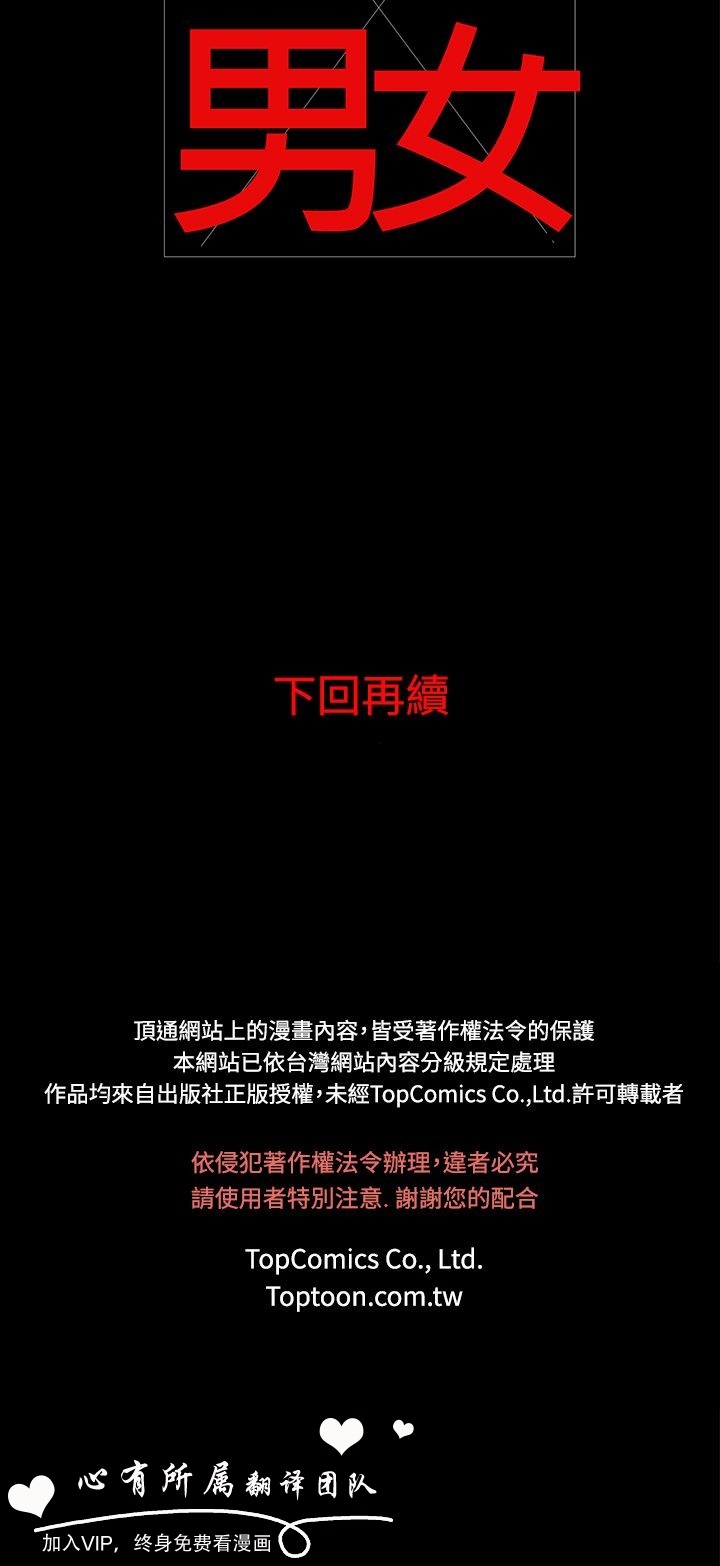 男女
下回再續
頂通網站上的漫畫內容，皆受著作權法令的保護
本網站已依台灣網站內容分級規定處理
作品均來自出版社正版授權，未經TopComics Co.,Ltd.許可轉載者
依侵犯著作權法令辦理，違者必究
請使用者特別注意. 謝謝您的配合
TopComics Co., Ltd.
Toptoon.com.tw
心有所属翻译团队
加入VIP，终身免费看漫画